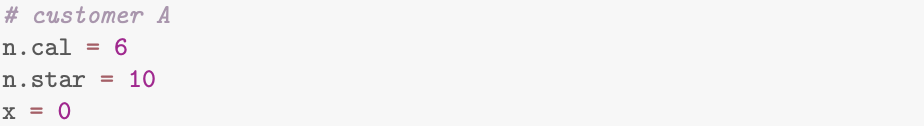 # customer A
n.cal = 6
n.star = 10
x = 0